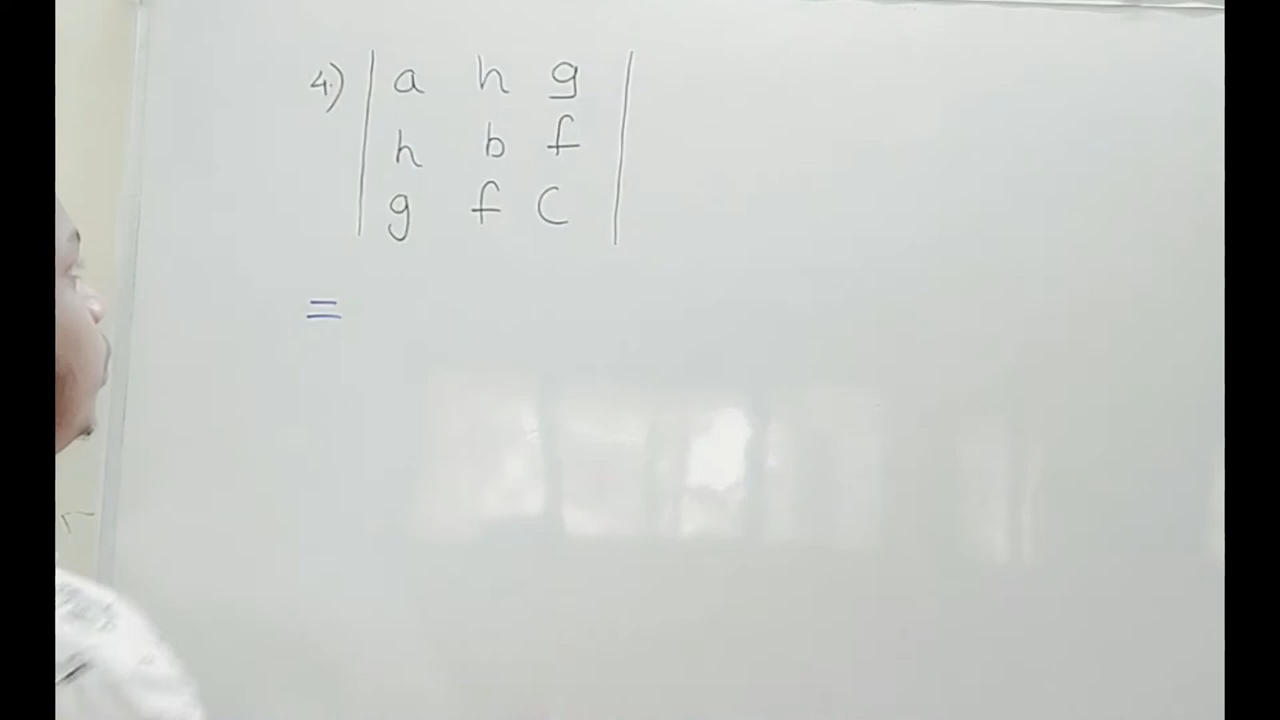 4.) | a h g |
| h b f |
| g f c |
=